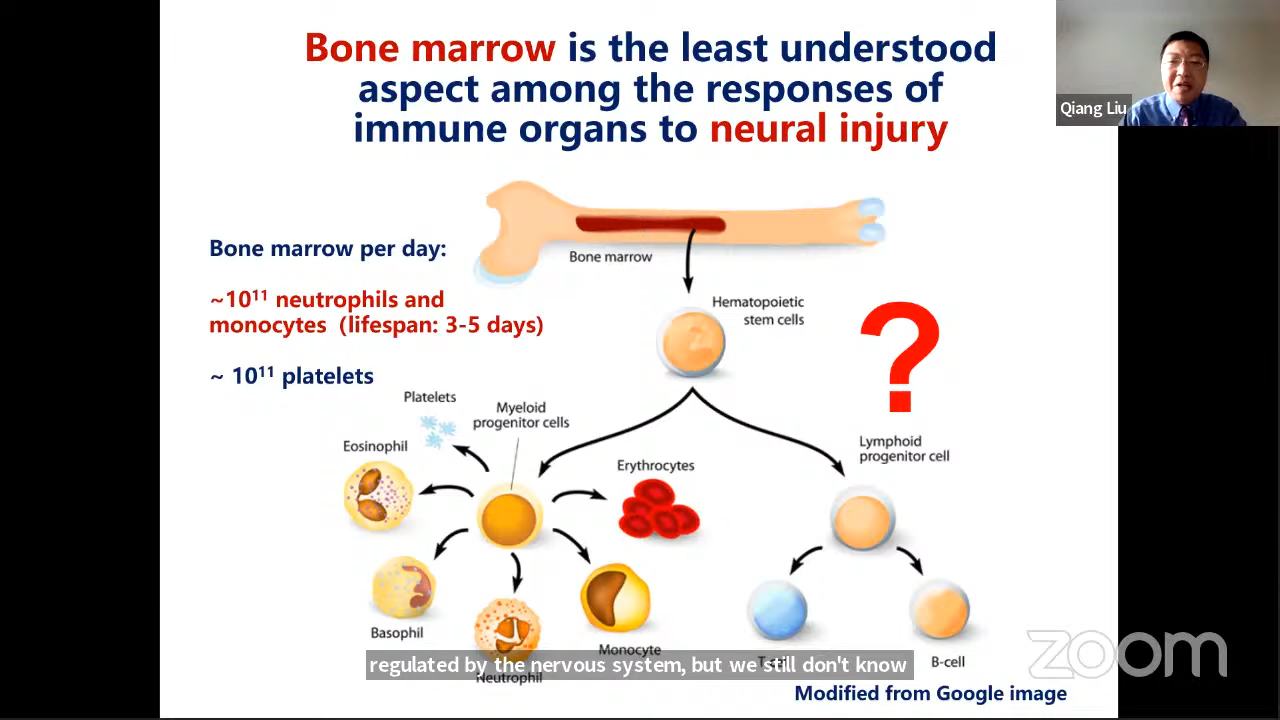 Bone marrow is the least understood
aspect among the responses of
immune organs to neural injury
Qiang Liu
Bone marrow per day:
~10¹¹ neutrophils and
monocytes (lifespan: 3-5 days)
~ 10¹¹ platelets
Bone marrow
Hematopoietic
stem cells
?
Platelets
Myeloid
progenitor cells
Eosinophil
Erythrocytes
Lymphoid
progenitor cell
Basophil
Neutrophil
Monocyte
B-cell
regulated by the nervous system, but we still don't know
Modified from Google image
zoom